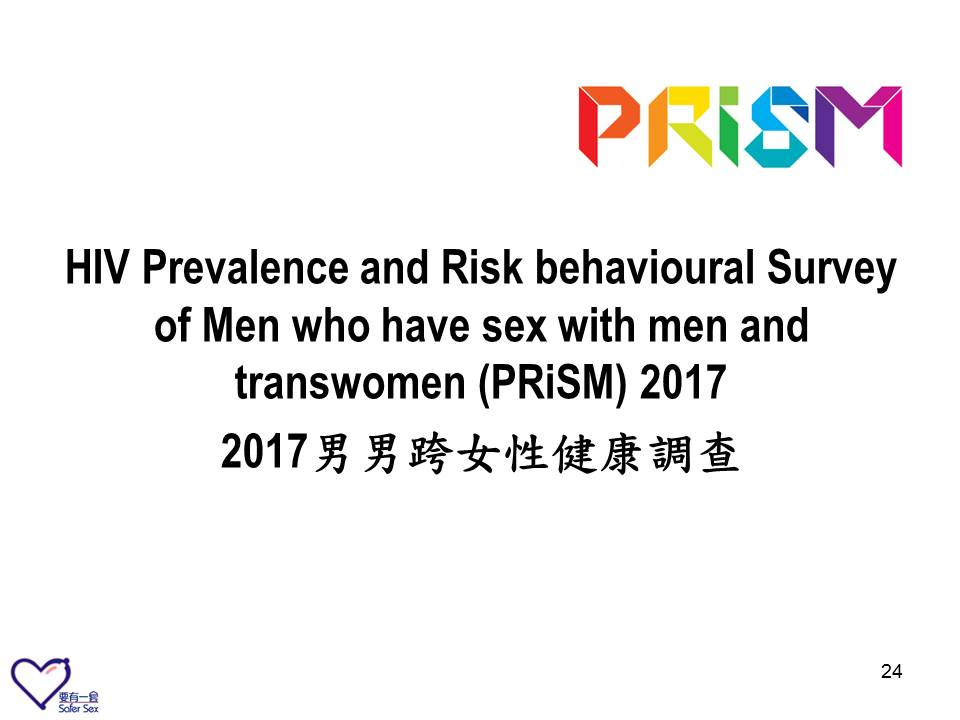 PRiSM
HIV Prevalence and Risk behavioural Survey
of Men who have sex with men and
transwomen (PRiSM) 2017
2017男男跨女性健康調查
要有一套
Safer Sex
24